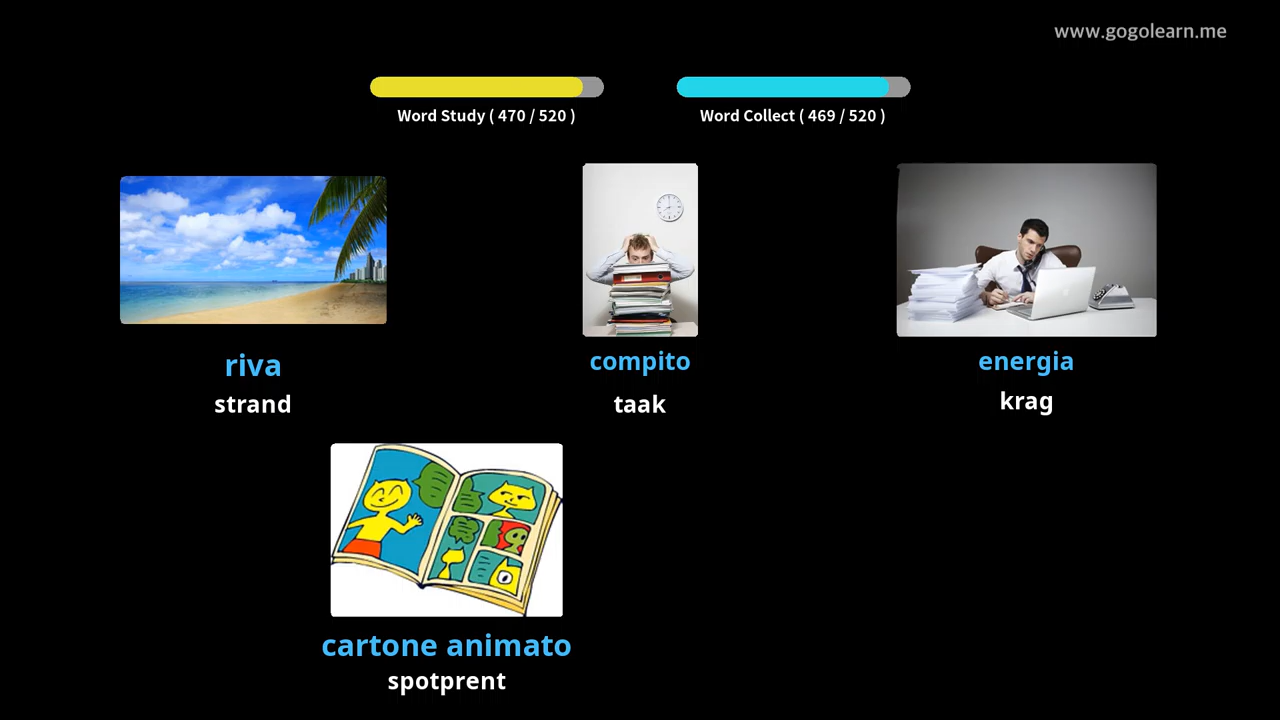 www.gogolearn.me
Word Study ( 470 / 520 )
Word Collect ( 469 / 520 )
riva
strand
compito
taak
energia
krag
cartone animato
spotprent